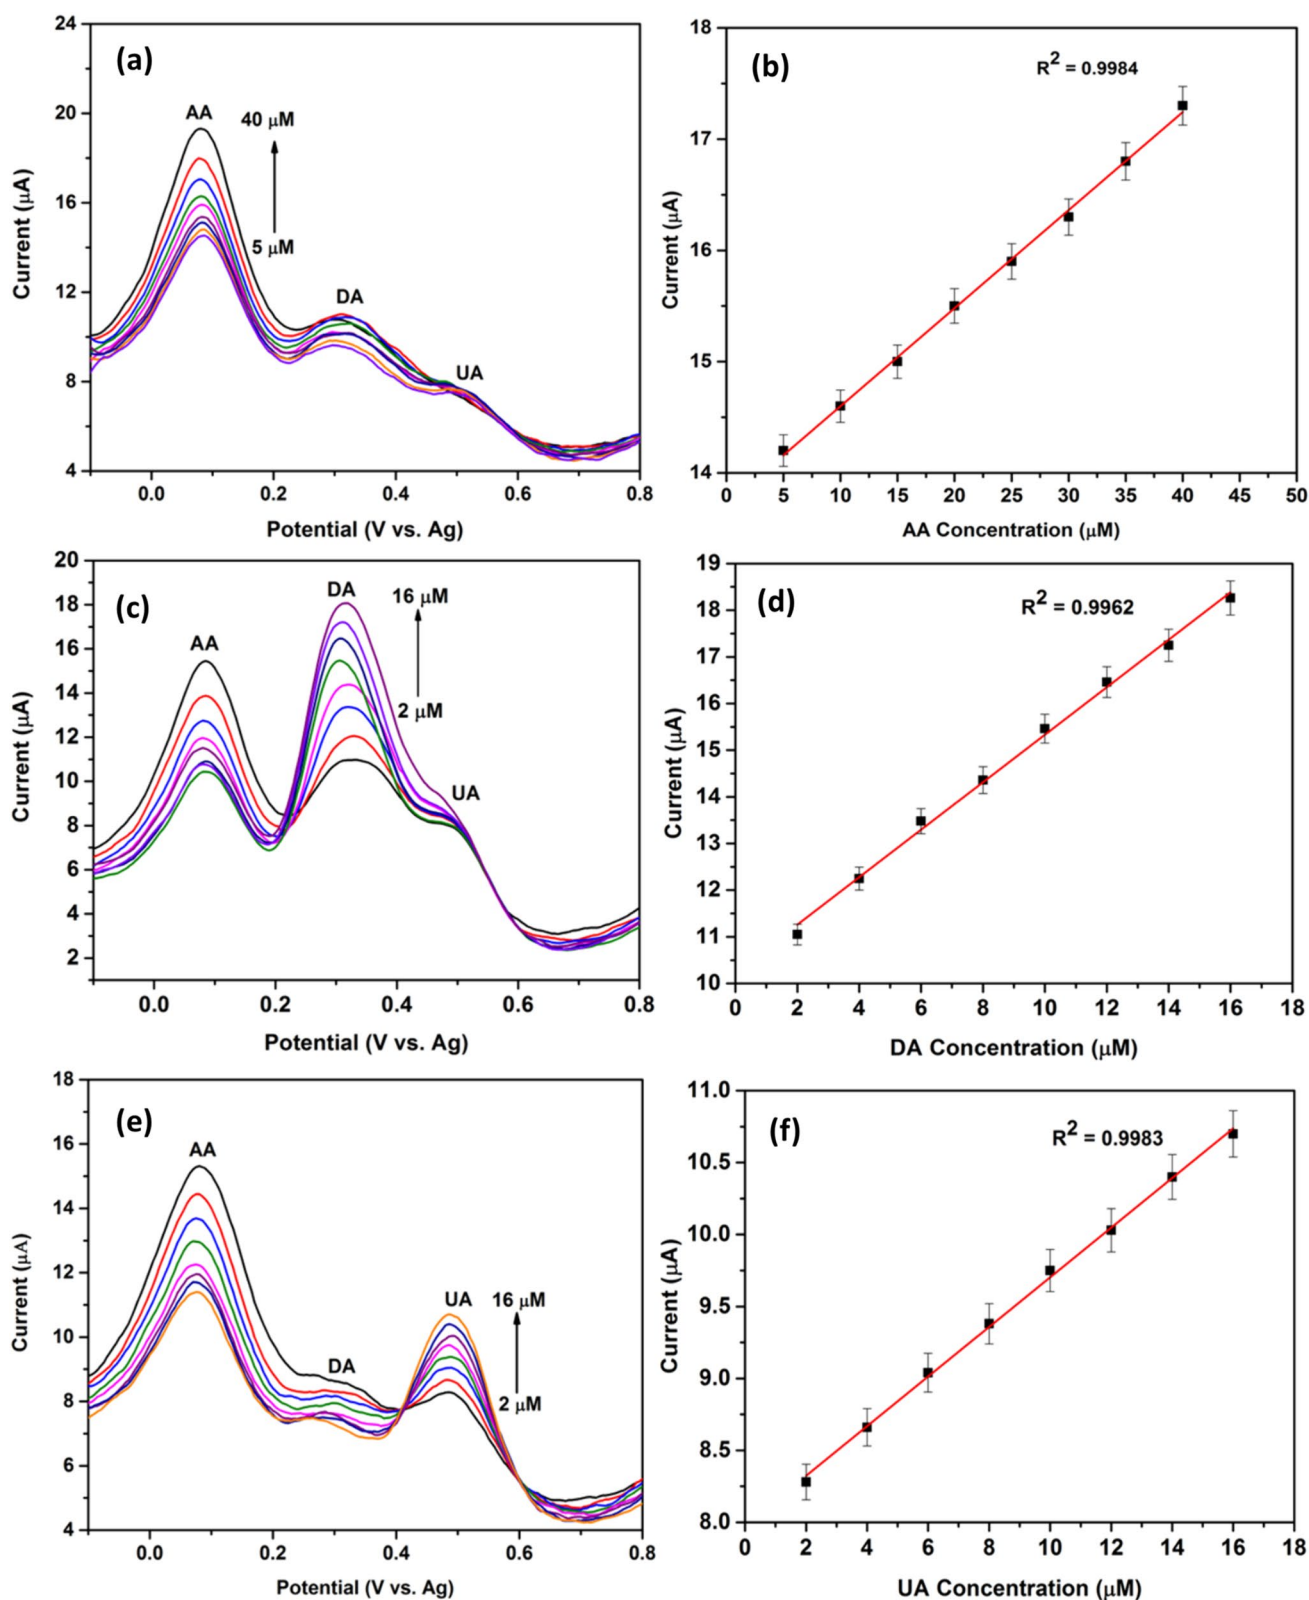 (a)
24
20
16
12
8
4
Current (μA)
AA
40 μM
5 μM
DA
UA
0.0 0.2 0.4 0.6 0.8
Potential (V vs. Ag)
(b)
R² = 0.9984
18
17
16
15
14
Current (μA)
0 5 10 15 20 25 30 35 40 45 50
AA Concentration (μM)
(c)
20
18
16
14
12
10
8
6
4
2
Current (μA)
AA
DA
16 μM
2 μM
UA
0.0 0.2 0.4 0.6 0.8
Potential (V vs. Ag)
(d)
R² = 0.9962
19
18
17
16
15
14
13
12
11
10
Current (μA)
0 2 4 6 8 10 12 14 16 18
DA Concentration (μM)
(e)
18
16
14
12
10
8
6
4
Current (μA)
AA
DA
UA
16 μM
2 μM
0.0 0.2 0.4 0.6 0.8
Potential (V vs. Ag)
(f)
R² = 0.9983
11.0
10.5
10.0
9.5
9.0
8.5
8.0
Current (μA)
0 2 4 6 8 10 12 14 16 18
UA Concentration (μM)